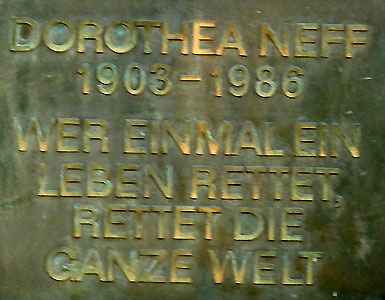 DOROTHEA NEFF
1903-1986
WER EINMAL EIN
LEBEN RETTET,
RETTET DIE
GANZE WELT